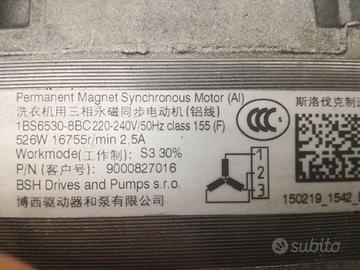 Permanent Magnet Synchronous Motor (Al)
洗衣机用三相永磁同步电动机(铝线)
1BS6530-8BC 220-240V/50Hz class 155 (F)
526W 16755r/min 2,5A
Workmode(工作制): S3 30%
P/N (客户号): 9000827016
BSH Drives and Pumps s.r.o.
博西驱动器和泵有限公司
CCC
1
2
3
斯洛伐克制
150219_1542_
subito